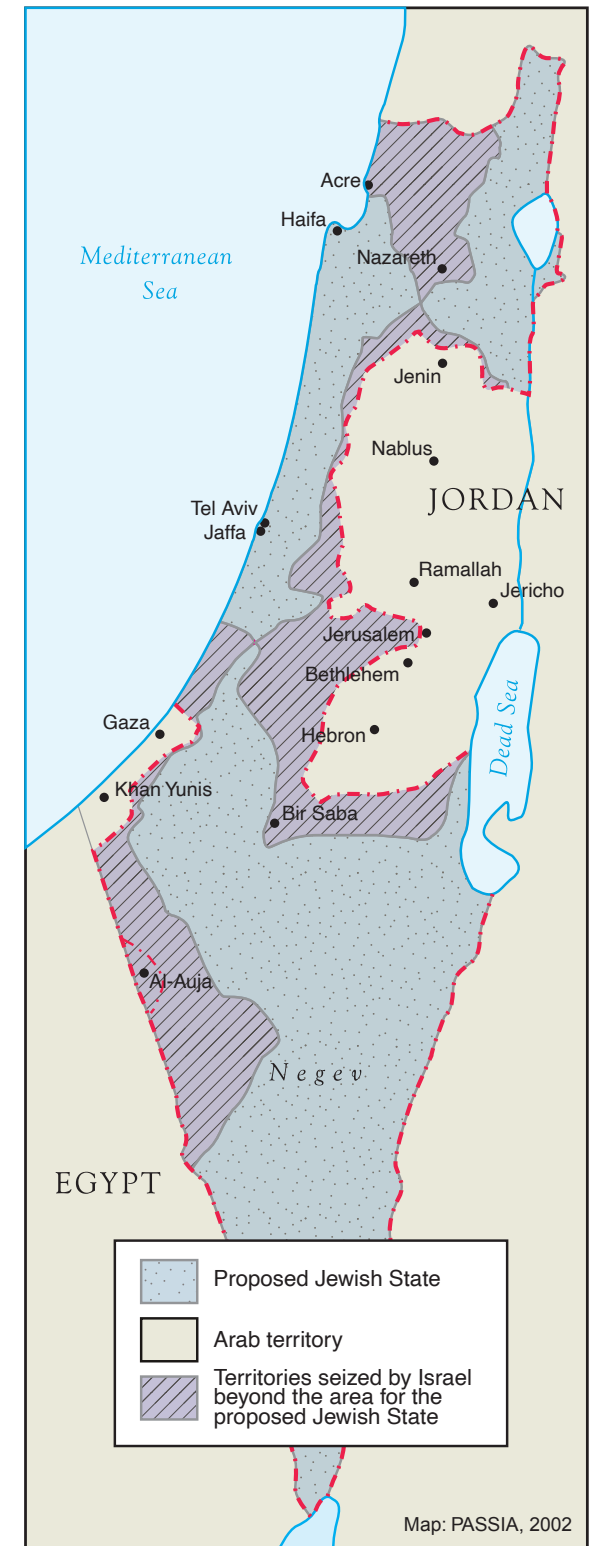 Acre
Haifa
Mediterranean
Sea
Nazareth
Jenin
Nablus
JORDAN
Tel Aviv
Jaffa
Ramallah
Jericho
Jerusalem
Bethlehem
Dead Sea
Gaza
Hebron
Khan Yunis
Bir Saba
Al-Auja
Negev
EGYPT
Proposed Jewish State
Arab territory
Territories seized by Israel
beyond the area for the
proposed Jewish State
Map: PASSIA, 2002